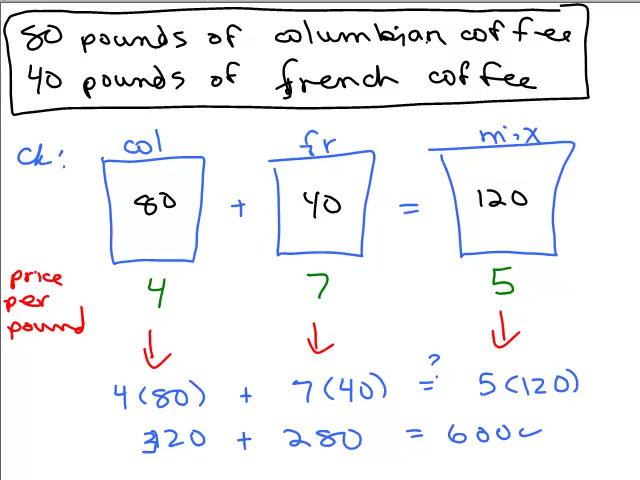 80 pounds of columbian coffee
40 pounds of french coffee
ck: col fr mix
80 + 40 = 120
price per pound 4 7 5
4(80) + 7(40) ?= 5(120)
320 + 280 = 600 ✓